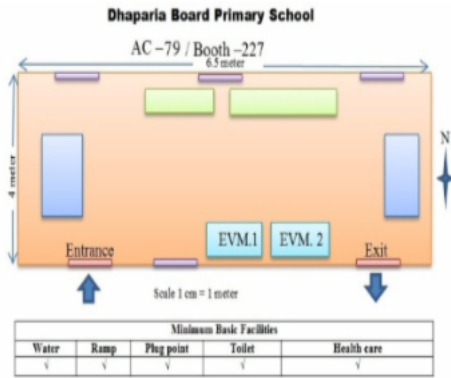 Dhaparia Board Primary School
AC –79 / Booth –227
6.5 meter
4 meter
N
EVM.1 EVM. 2
Entrance Exit
Scale 1 cm = 1 meter
Minimum Basic Facilities
Water Ramp Plug point Toilet Health care
√ √ √ √ √